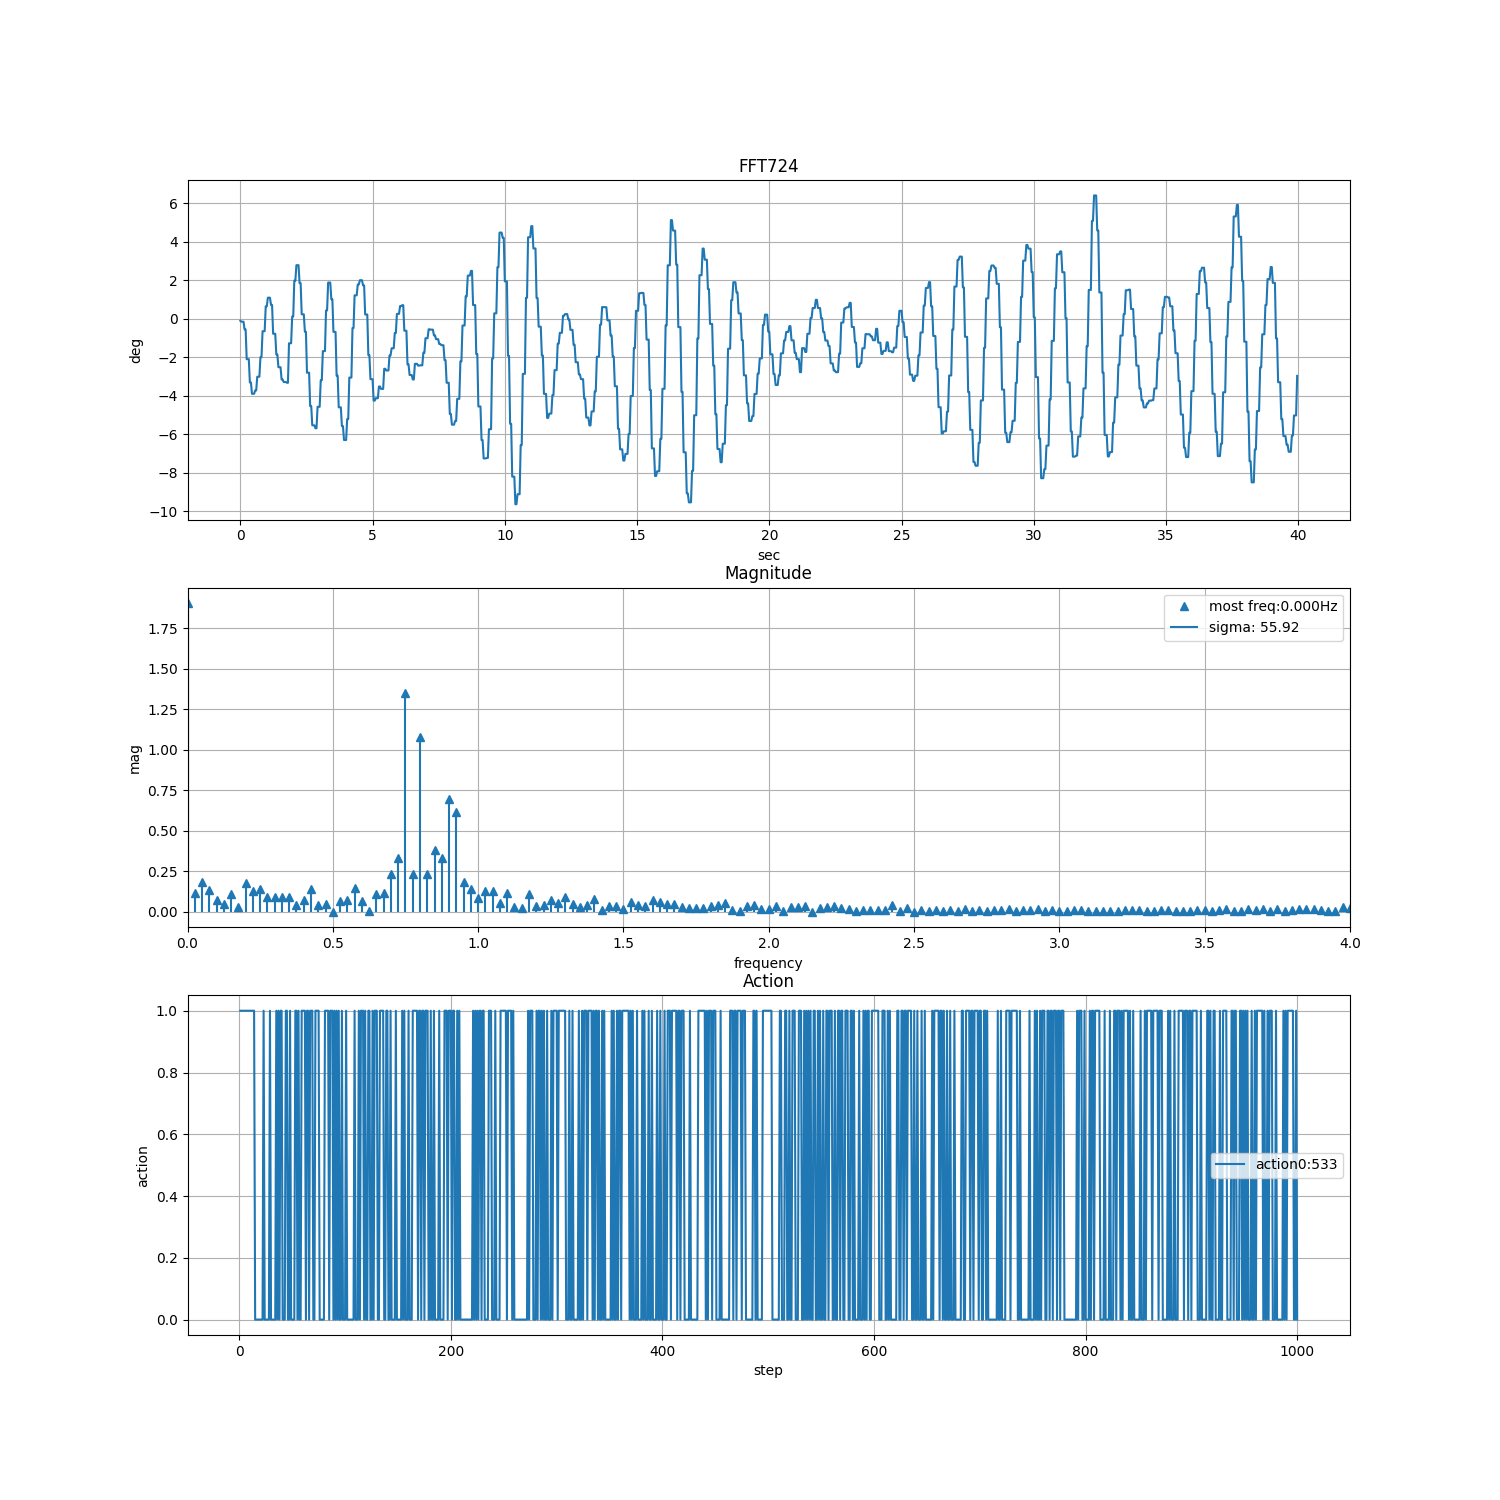 FFT724
deg
6
4
2
0
−2
−4
−6
−8
−10
0 5 10 15 20 25 30 35 40
sec
Magnitude
mag
1.75
1.50
1.25
1.00
0.75
0.50
0.25
0.00
most freq:0.000Hz
sigma: 55.92
0.0 0.5 1.0 1.5 2.0 2.5 3.0 3.5 4.0
frequency
Action
action
1.0
0.8
0.6
0.4
0.2
0.0
action0:533
0 200 400 600 800 1000
step